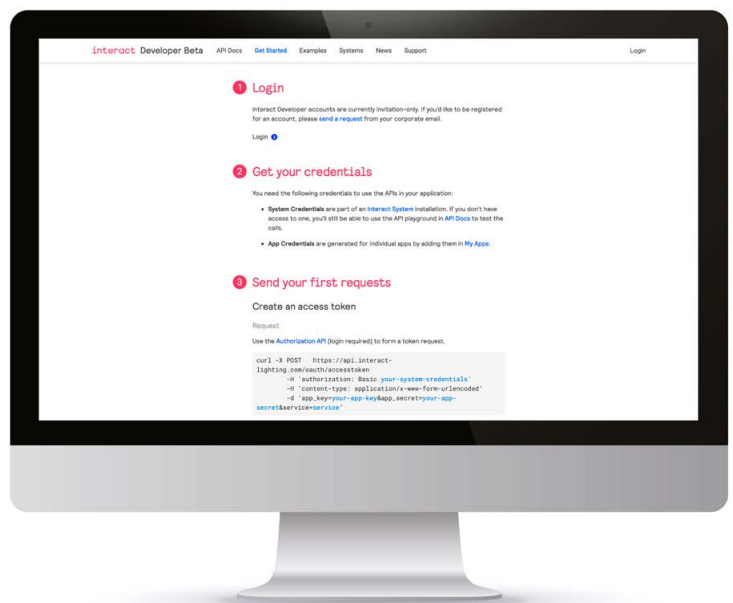 interact Developer Beta API Docs Get Started Examples Systems News Support Login
1 Login
Interact Developer accounts are currently invitation-only. If you'd like to be registered
for an account, please send a request from your corporate email.
Login
2 Get your credentials
You need the following credentials to use the APIs in your application:
• System Credentials are part of an Interact System installation. If you don't have
access to one, you'll still be able to use the API playground in API Docs to test the
calls.
• App Credentials are generated for individual apps by adding them in My Apps.
3 Send your first requests
Create an access token
Request
Use the Authorization API (login required) to form a token request.
curl -X POST https://api.interact-
lighting.com/oauth/accesstoken
-H 'authorization: Basic your-system-credentials'
-H 'content-type: application/x-www-form-urlencoded'
-d 'app_key=your-app-key&app_secret=your-app-
secret&service=service'